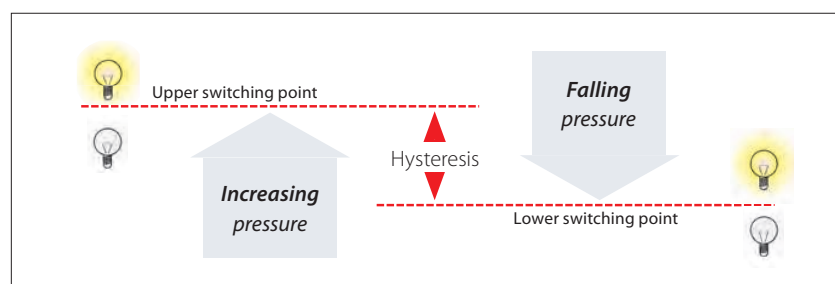 Upper switching point
Falling
pressure
Hysteresis
Increasing
pressure
Lower switching point